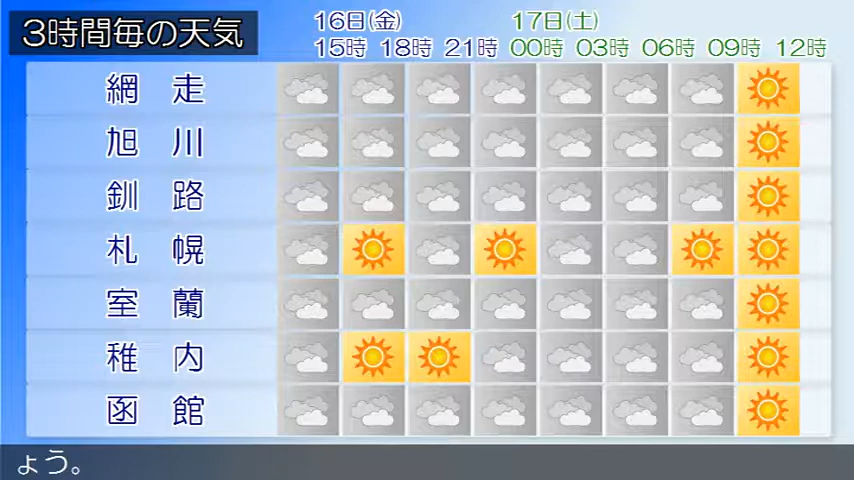 3時間毎の天気
16日(金) 17日(土)
15時 18時 21時 00時 03時 06時 09時 12時
網走
旭川
釧路
札幌
室蘭
稚内
函館
ょう。